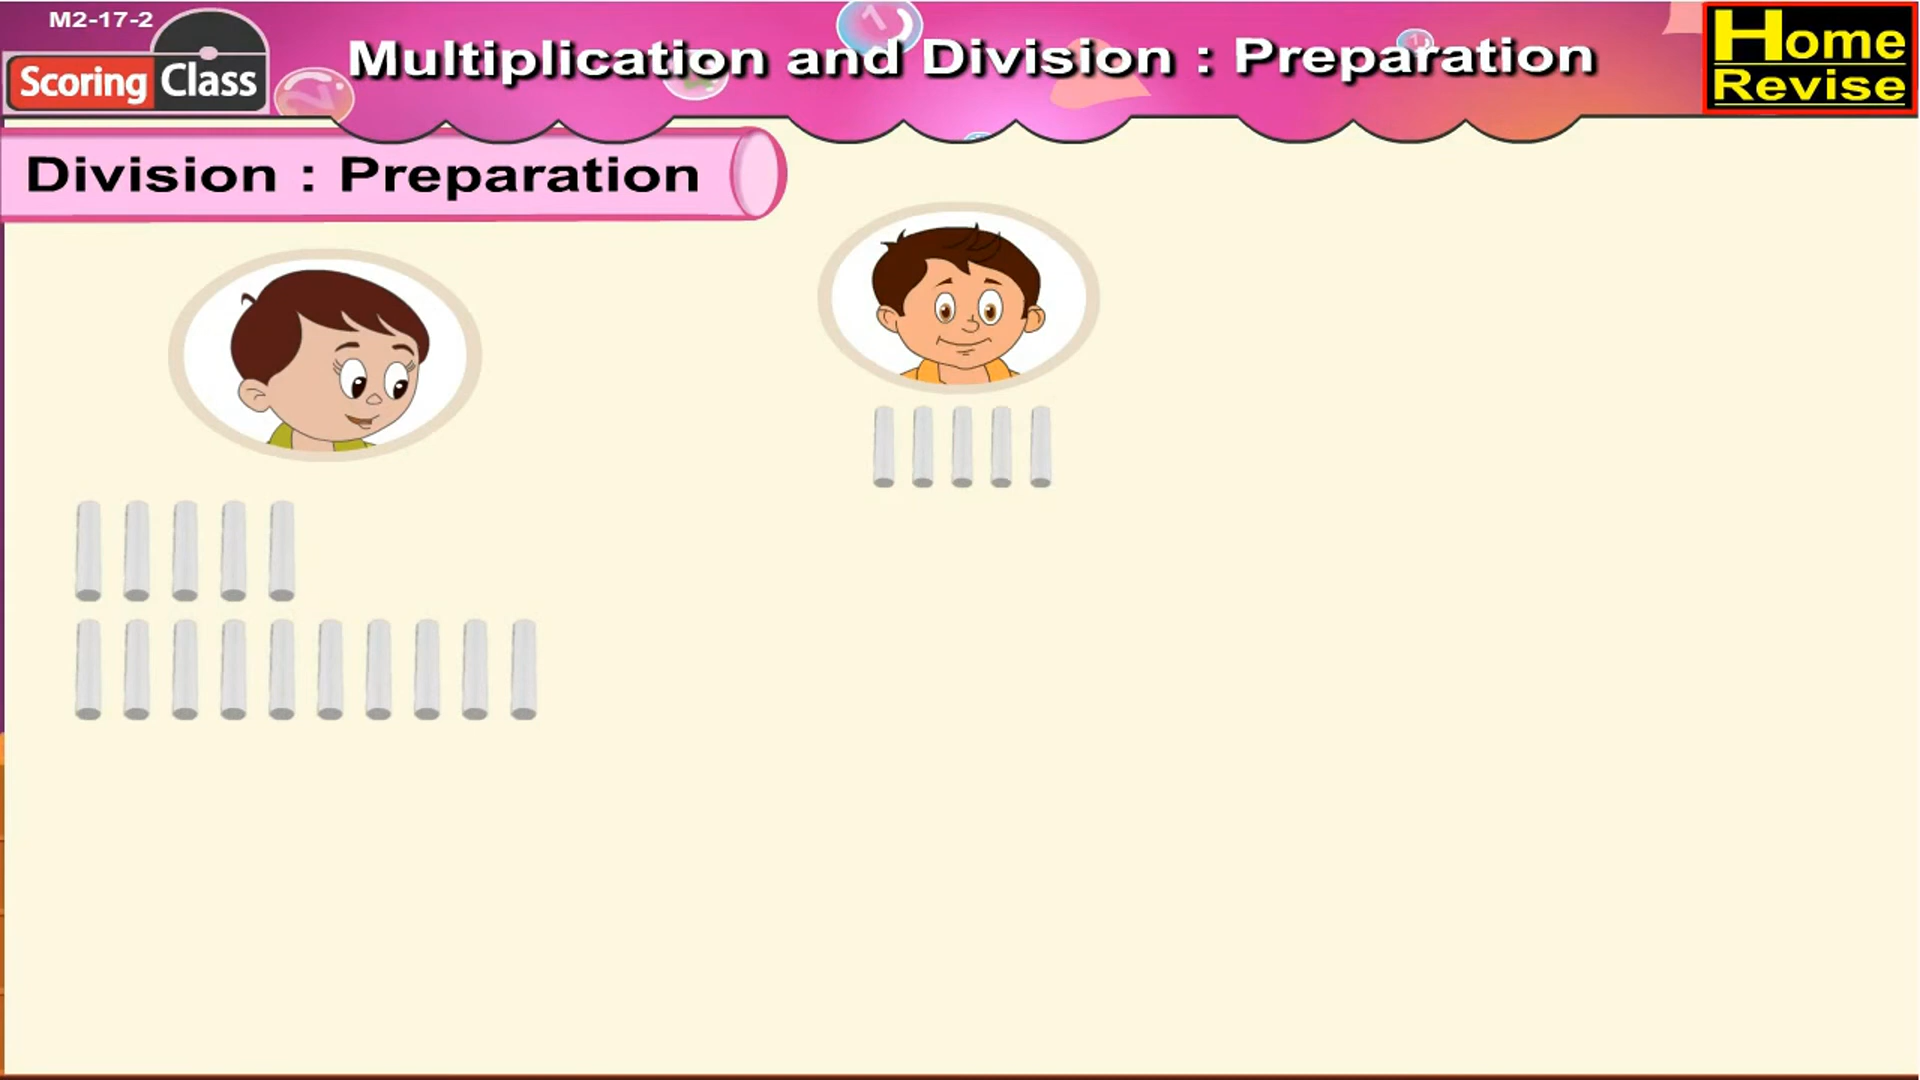 M2-17-2
Scoring Class
Multiplication and Division : Preparation
Home
Revise
Division : Preparation